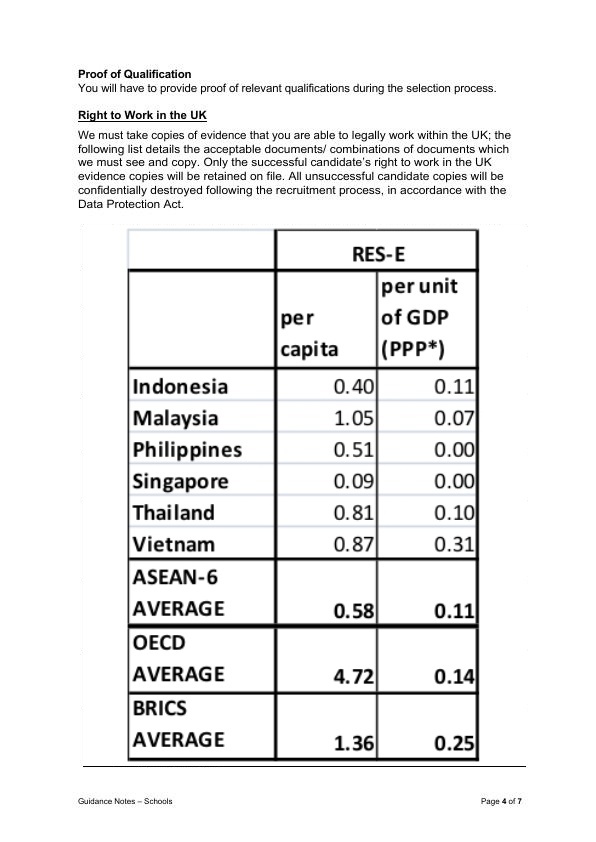 Proof of Qualification
You will have to provide proof of relevant qualifications during the selection process.
Right to Work in the UK
We must take copies of evidence that you are able to legally work within the UK; the
following list details the acceptable documents/ combinations of documents which
we must see and copy. Only the successful candidate's right to work in the UK
evidence copies will be retained on file. All unsuccessful candidate copies will be
confidentially destroyed following the recruitment process, in accordance with the
Data Protection Act.
RES-E
per capita per unit of GDP (PPP*)
Indonesia 0.40 0.11
Malaysia 1.05 0.07
Philippines 0.51 0.00
Singapore 0.09 0.00
Thailand 0.81 0.10
Vietnam 0.87 0.31
ASEAN-6
AVERAGE 0.58 0.11
OECD
AVERAGE 4.72 0.14
BRICS
AVERAGE 1.36 0.25
Guidance Notes – Schools Page 4 of 7